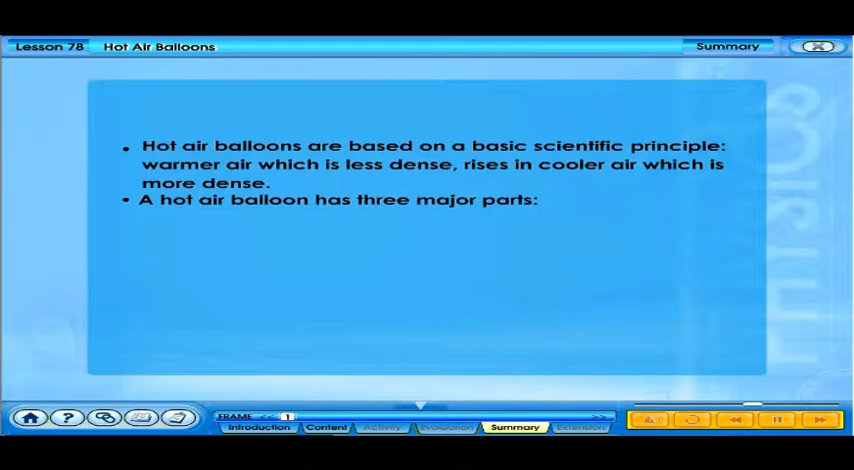 Lesson 78 Hot Air Balloons Summary
• Hot air balloons are based on a basic scientific principle:
warmer air which is less dense, rises in cooler air which is
more dense.
• A hot air balloon has three major parts:
PHYSICS
FRAME << 1 >>
Introduction Content Activity Evaluation Summary Extension